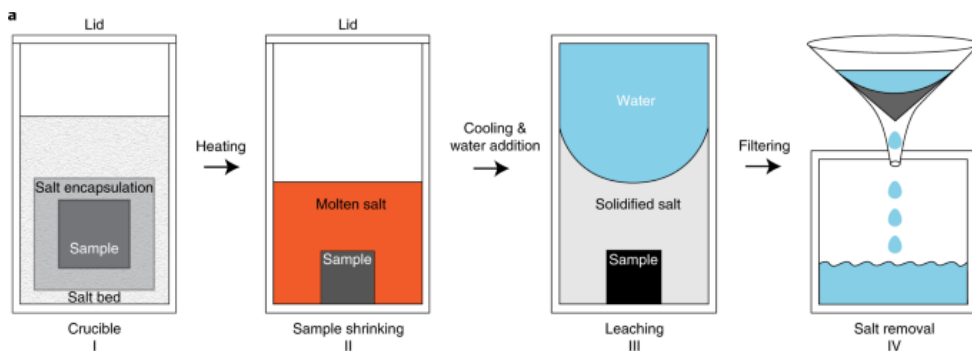 a
Lid
Salt encapsulation
Sample
Salt bed
Crucible
I
Heating
Lid
Molten salt
Sample
Sample shrinking
II
Cooling &
water addition
Water
Solidified salt
Sample
Leaching
III
Filtering
Salt removal
IV